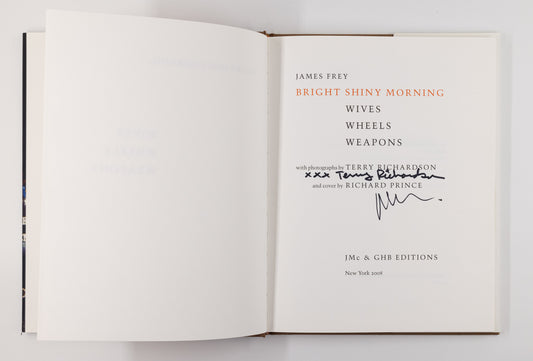 JAMES FREY
BRIGHT SHINY MORNING
WIVES
WHEELS
WEAPONS
with photographs by TERRY RICHARDSON
xxx Terry Richardson
and cover by RICHARD PRINCE
JMc & GHB EDITIONS
New York 2008